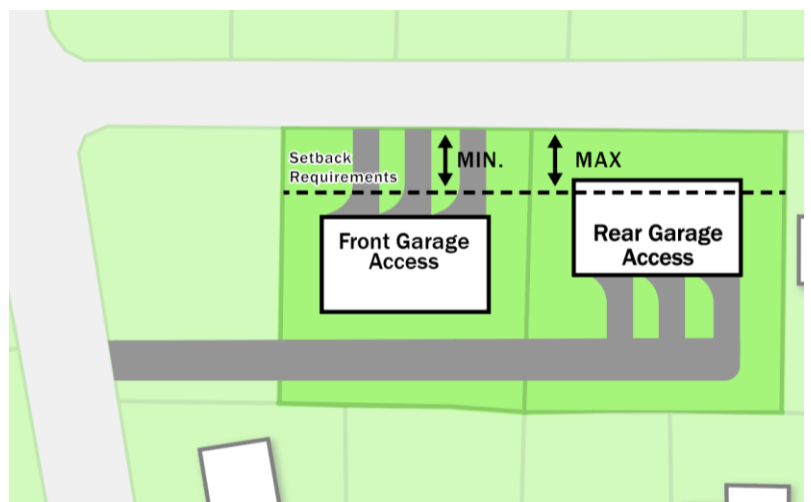 Setback
Requirements
MIN.
MAX
Front Garage
Access
Rear Garage
Access